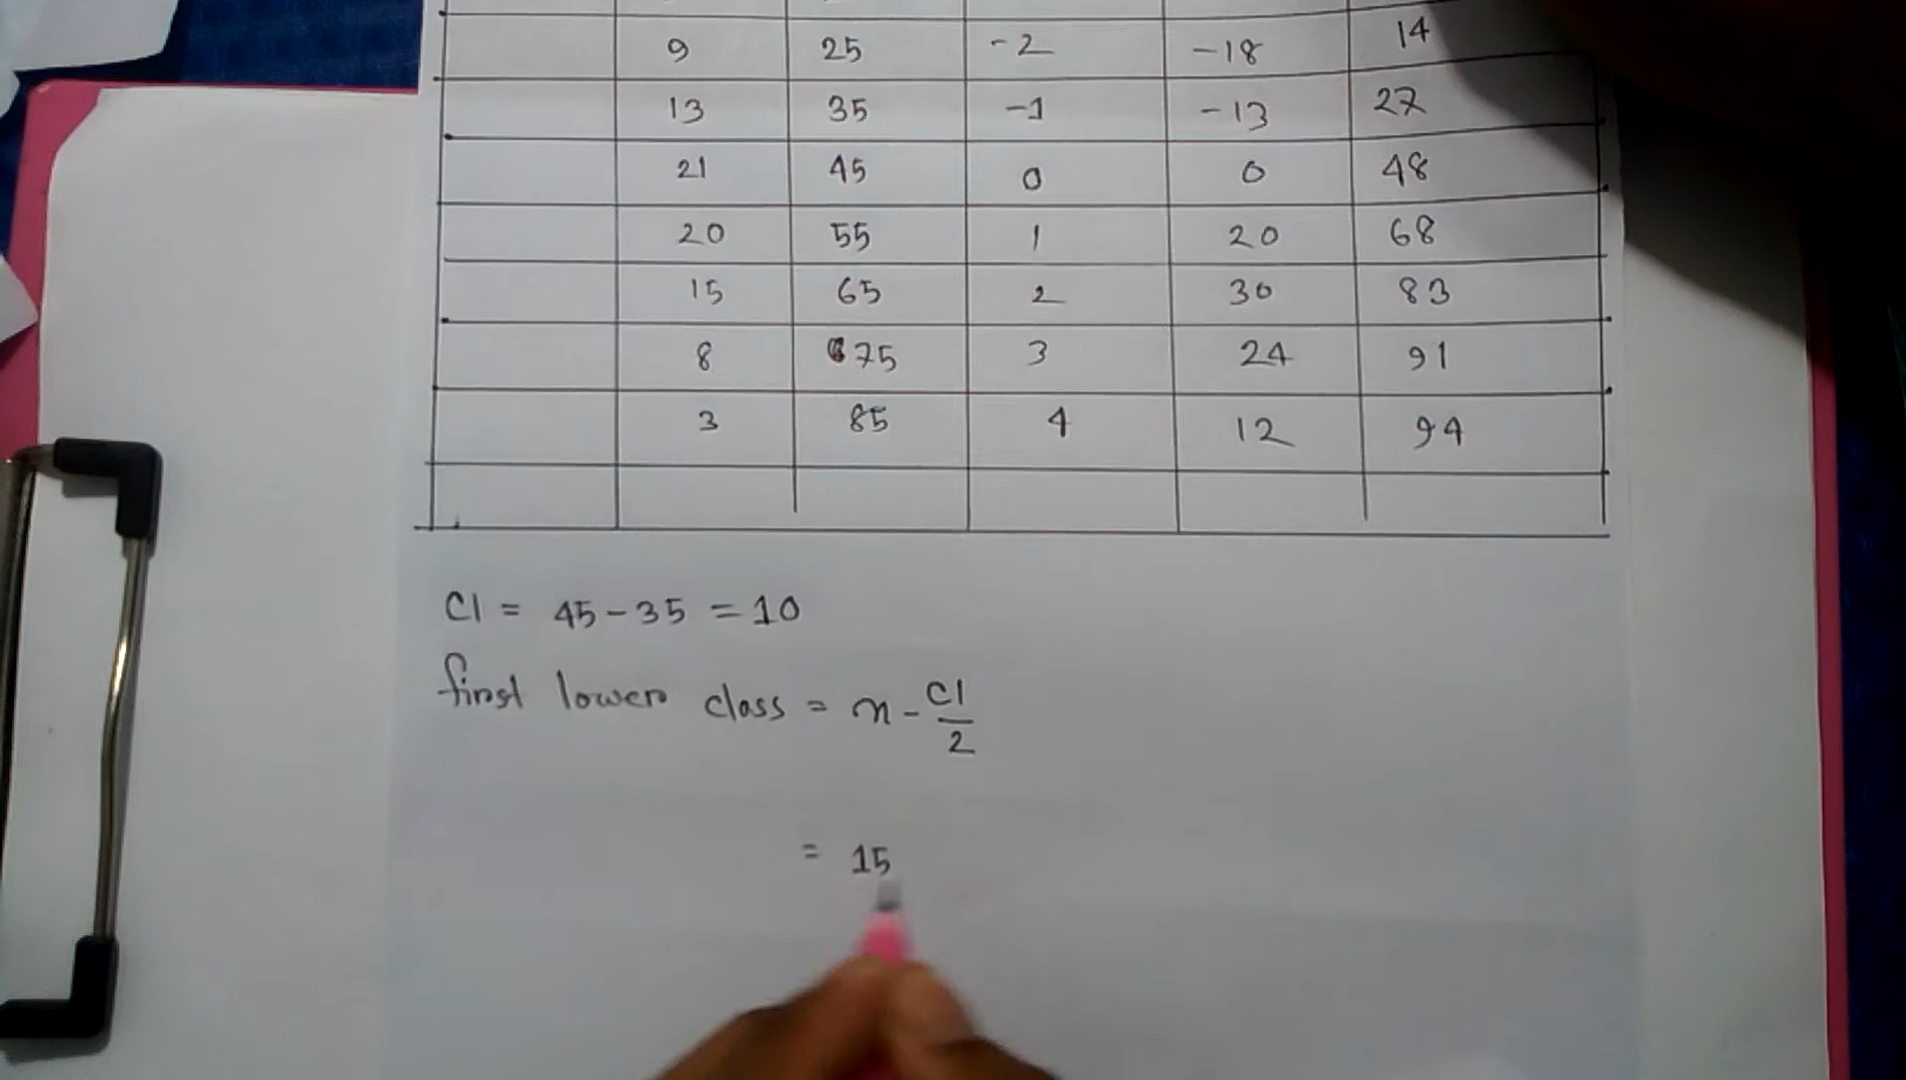 9 25 -2 -18 14
13 35 -1 -13 27
21 45 0 0 48
20 55 1 20 68
15 65 2 30 83
8 75 3 24 91
3 85 4 12 94
CI = 45-35 = 10
first lower class = x - CI/2
= 15